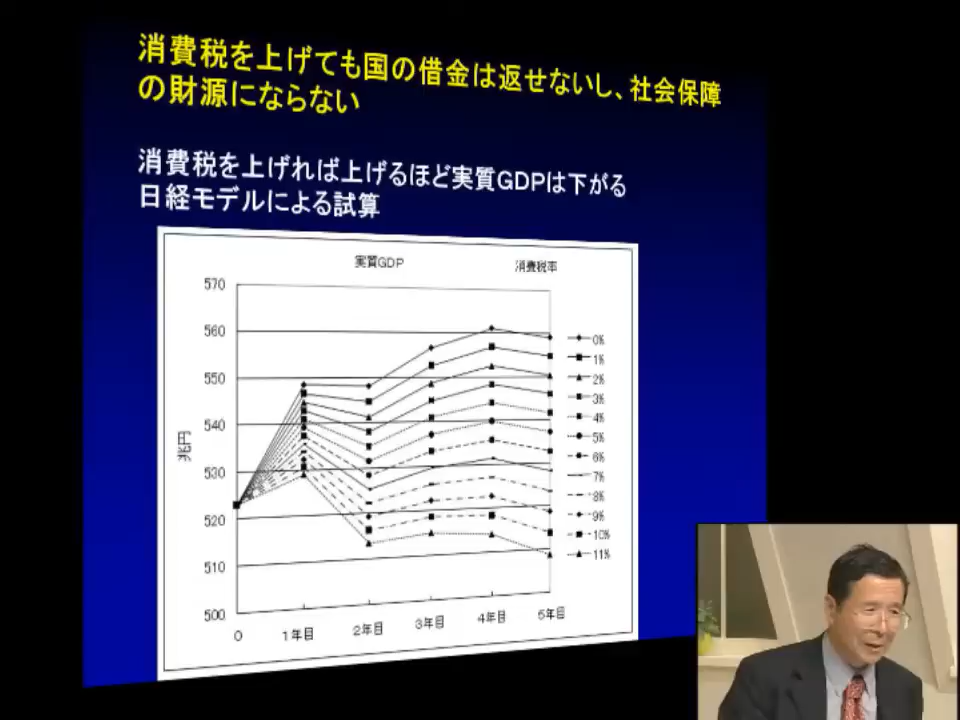 消費税を上げても国の借金は返せないし、社会保障
の財源にならない
消費税を上げれば上げるほど実質GDPは下がる
日経モデルによる試算
実質GDP
消費税率
570
560
550
540
530
520
510
500
兆円
0
1年目
2年目
3年目
4年目
5年目
0%
1%
2%
3%
4%
5%
6%
7%
8%
9%
10%
11%